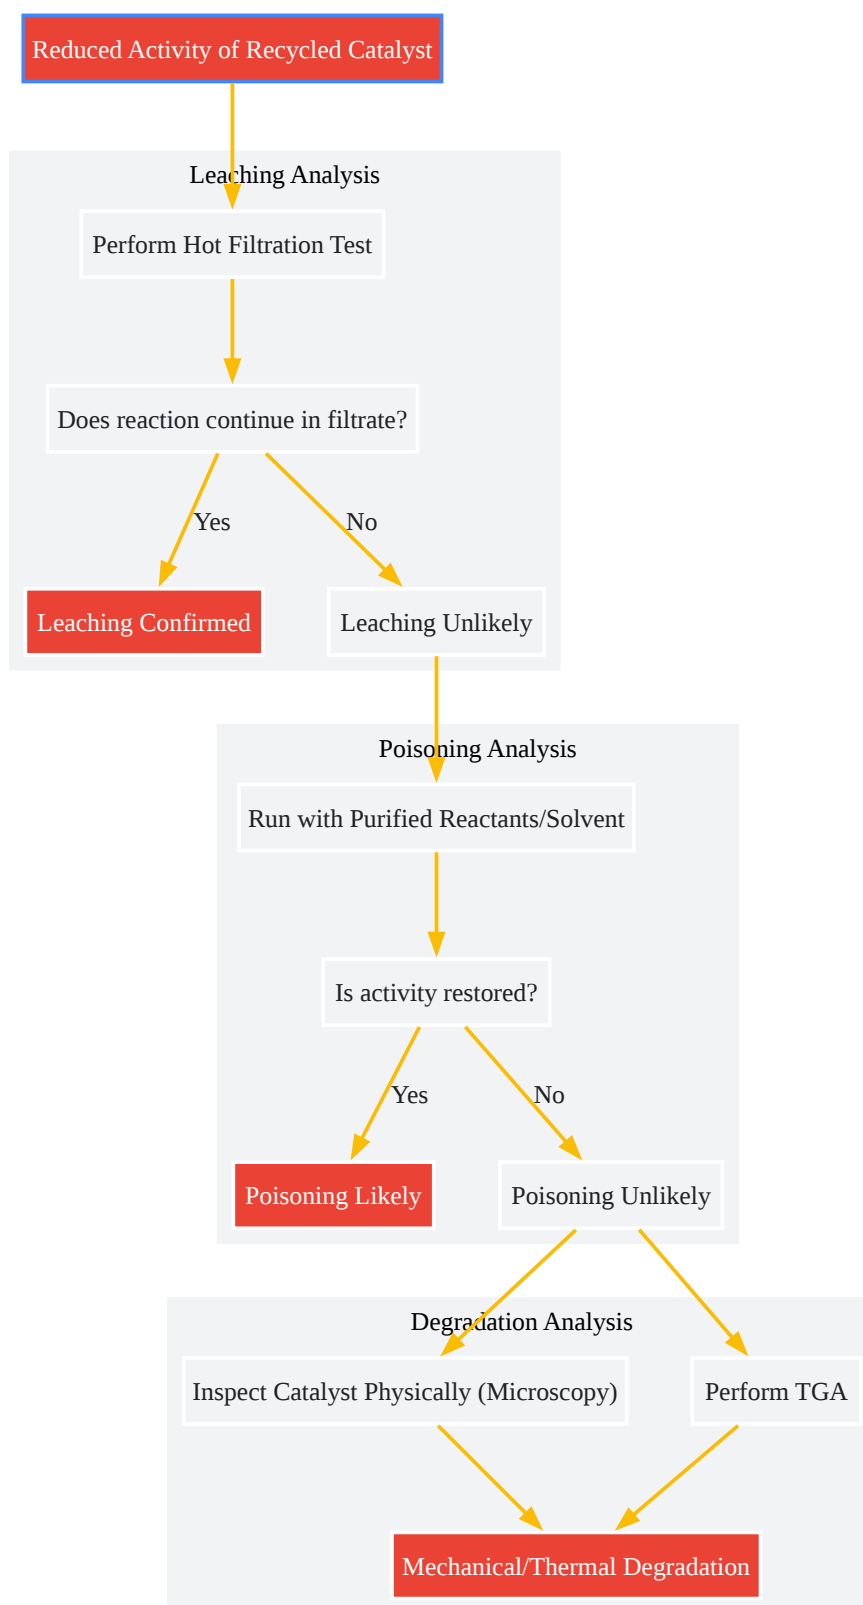 Reduced Activity of Recycled Catalyst
Leaching Analysis
Perform Hot Filtration Test
Does reaction continue in filtrate?
Yes
No
Leaching Confirmed
Leaching Unlikely
Poisoning Analysis
Run with Purified Reactants/Solvent
Is activity restored?
Yes
No
Poisoning Likely
Poisoning Unlikely
Degradation Analysis
Inspect Catalyst Physically (Microscopy)
Perform TGA
Mechanical/Thermal Degradation